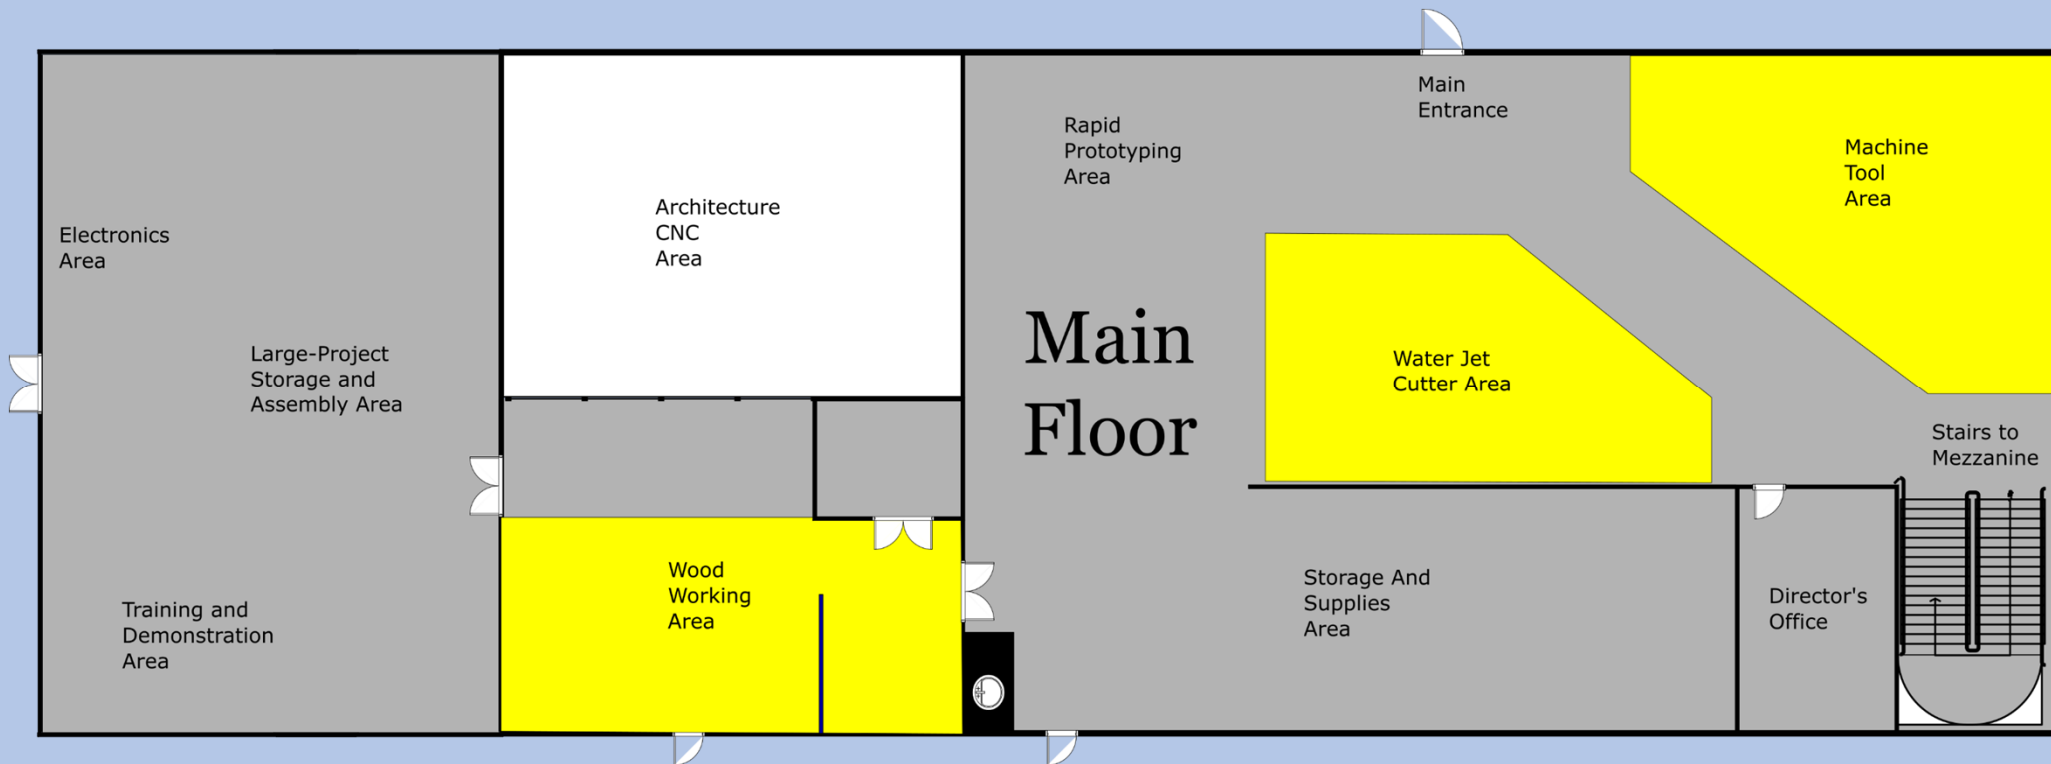 Main
Entrance
Rapid
Prototyping
Area
Machine
Tool
Area
Architecture
CNC
Area
Electronics
Area
Main
Floor
Large-Project
Storage and
Assembly Area
Water Jet
Cutter Area
Stairs to
Mezzanine
Wood
Working
Area
Storage And
Supplies
Area
Director's
Office
Training and
Demonstration
Area